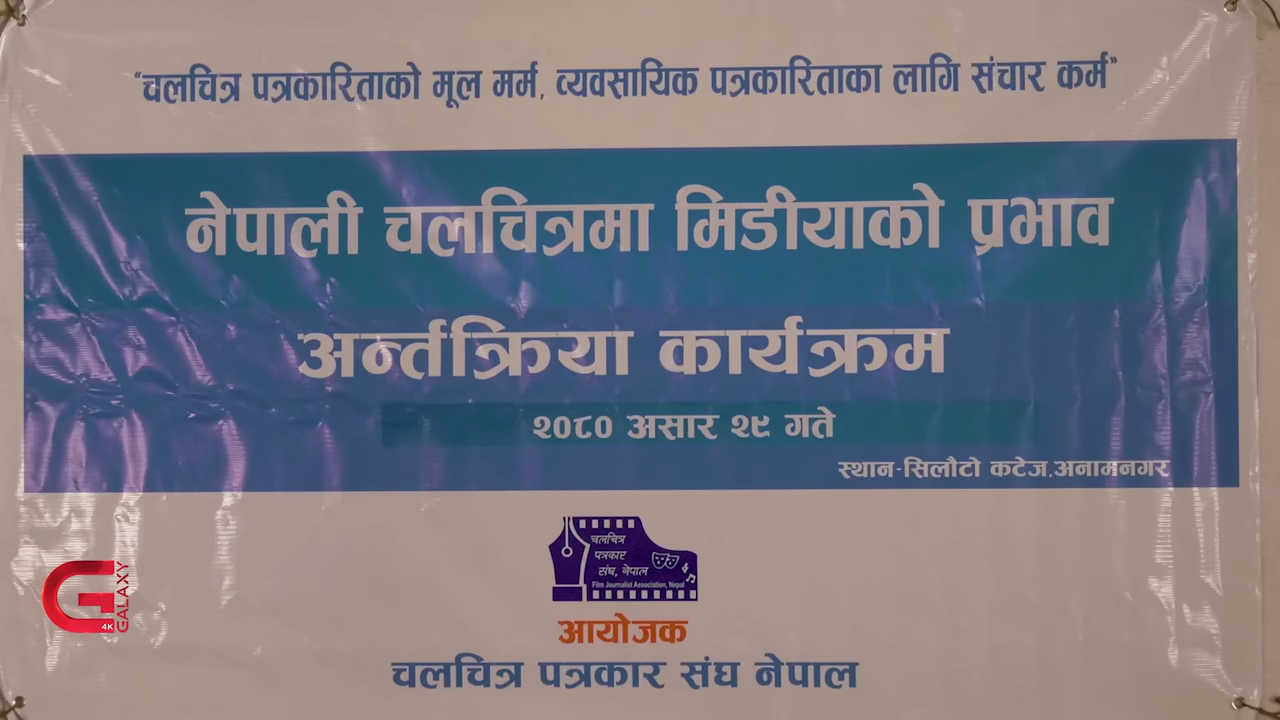 “चलचित्र पत्रकारिताको मूल मर्म, व्यवसायिक पत्रकारिताका लागि संचार कर्म”
नेपाली चलचित्रमा मिडीयाको प्रभाव
अर्न्तक्रिया कार्यक्रम
२०८० असार २९ गते
स्थान-सिलौटो कटेज,अनामनगर
चलचित्र
पत्रकार
संघ, नेपाल
Film Journalist Association, Nepal
आयोजक
चलचित्र पत्रकार संघ नेपाल
G GALAXY
4K